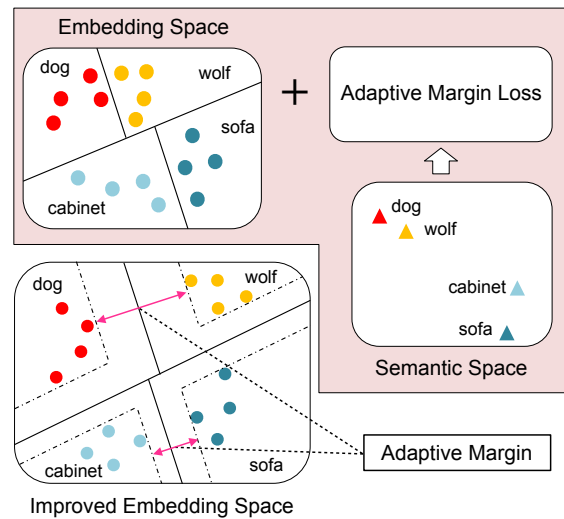 Embedding Space
dog
wolf
sofa
cabinet
+
Adaptive Margin Loss
dog
wolf
cabinet
sofa
Semantic Space
dog
wolf
cabinet
sofa
Adaptive Margin
Improved Embedding Space